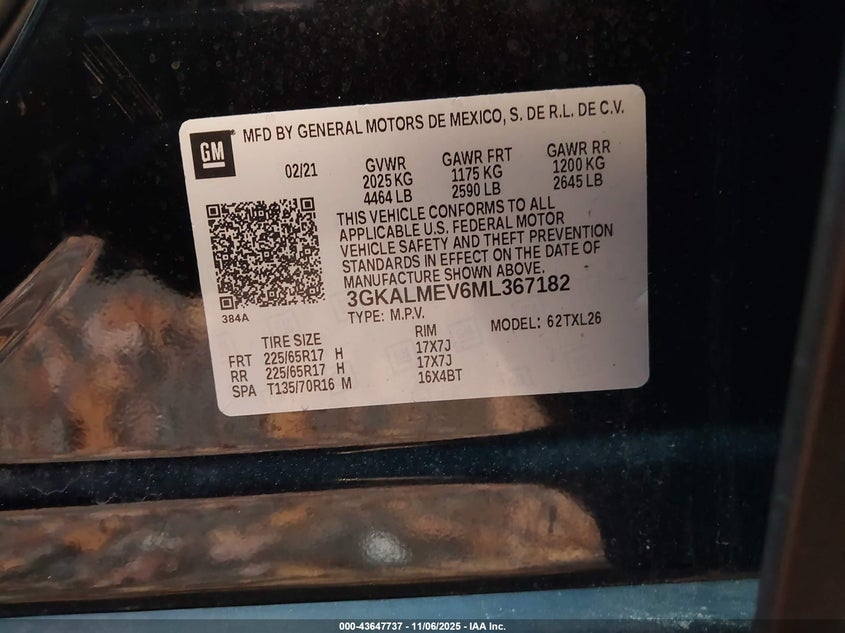 GM MFD BY GENERAL MOTORS DE MEXICO, S. DE R.L. DE C.V.
02/21 GVWR GAWR FRT GAWR RR
2025 KG 1175 KG 1200 KG
4464 LB 2590 LB 2645 LB
THIS VEHICLE CONFORMS TO ALL
APPLICABLE U.S. FEDERAL MOTOR
VEHICLE SAFETY AND THEFT PREVENTION
STANDARDS IN EFFECT ON THE DATE OF
MANUFACTURE SHOWN ABOVE.
3GKALMEV6ML367182
384A
TYPE: M.P.V. MODEL: 62TXL26
TIRE SIZE RIM
FRT 225/65R17 H 17X7J
RR 225/65R17 H 17X7J
SPA T135/70R16 M 16X4BT
000-43647737 - 11/06/2025 - IAA Inc.